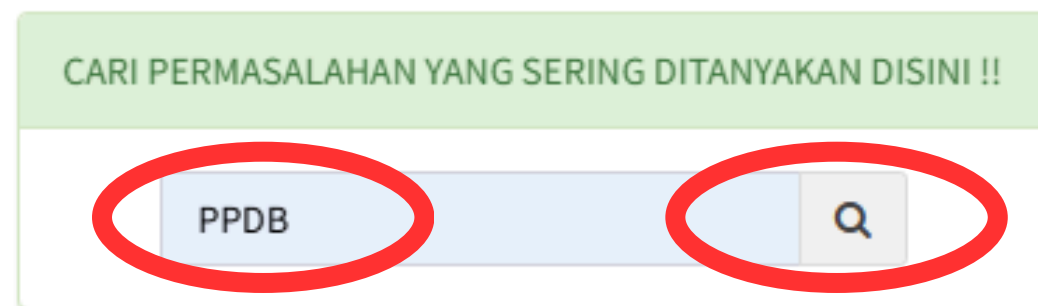 CARI PERMASALAHAN YANG SERING DITANYAKAN DISINI !!
PPDB